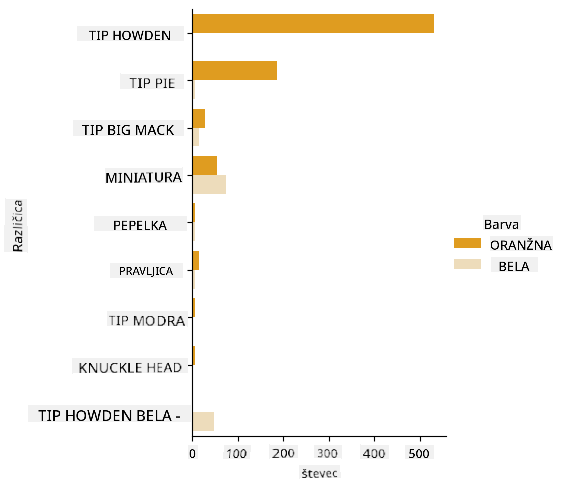 TIP HOWDEN
TIP PIE
TIP BIG MACK
MINIATURA
PEPELKA
PRAVLJICA
TIP MODRA
KNUCKLE HEAD
TIP HOWDEN BELA -
Različica
0 100 200 300 400 500
števec
Barva
ORANŽNA
BELA